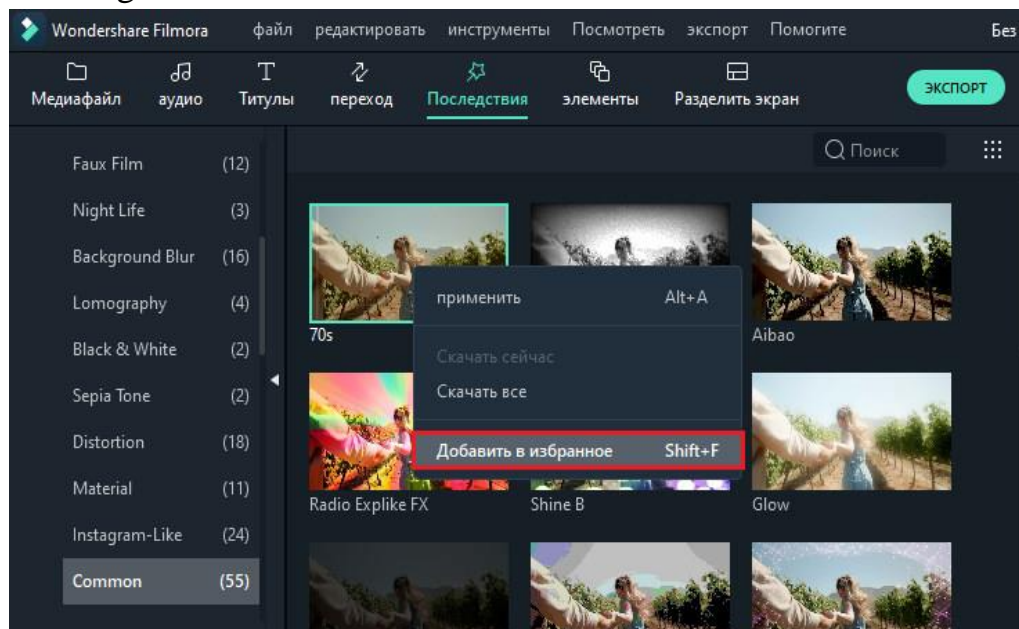 Wondershare Filmora файл редактировать инструменты Посмотреть экспорт Помогите Без
Медиафайл аудио Титулы переход Последствия элементы Разделить экран экспорт
Поиск
Faux Film (12)
Night Life (3)
Background Blur (16)
Lomography (4)
Black & White (2)
Sepia Tone (2)
Distortion (18)
Material (11)
Instagram-Like (24)
Common (55)
70s
Aibao
применить Alt+A
Скачать сейчас
Скачать все
Добавить в избранное Shift+F
Radio Explike FX Shine B Glow